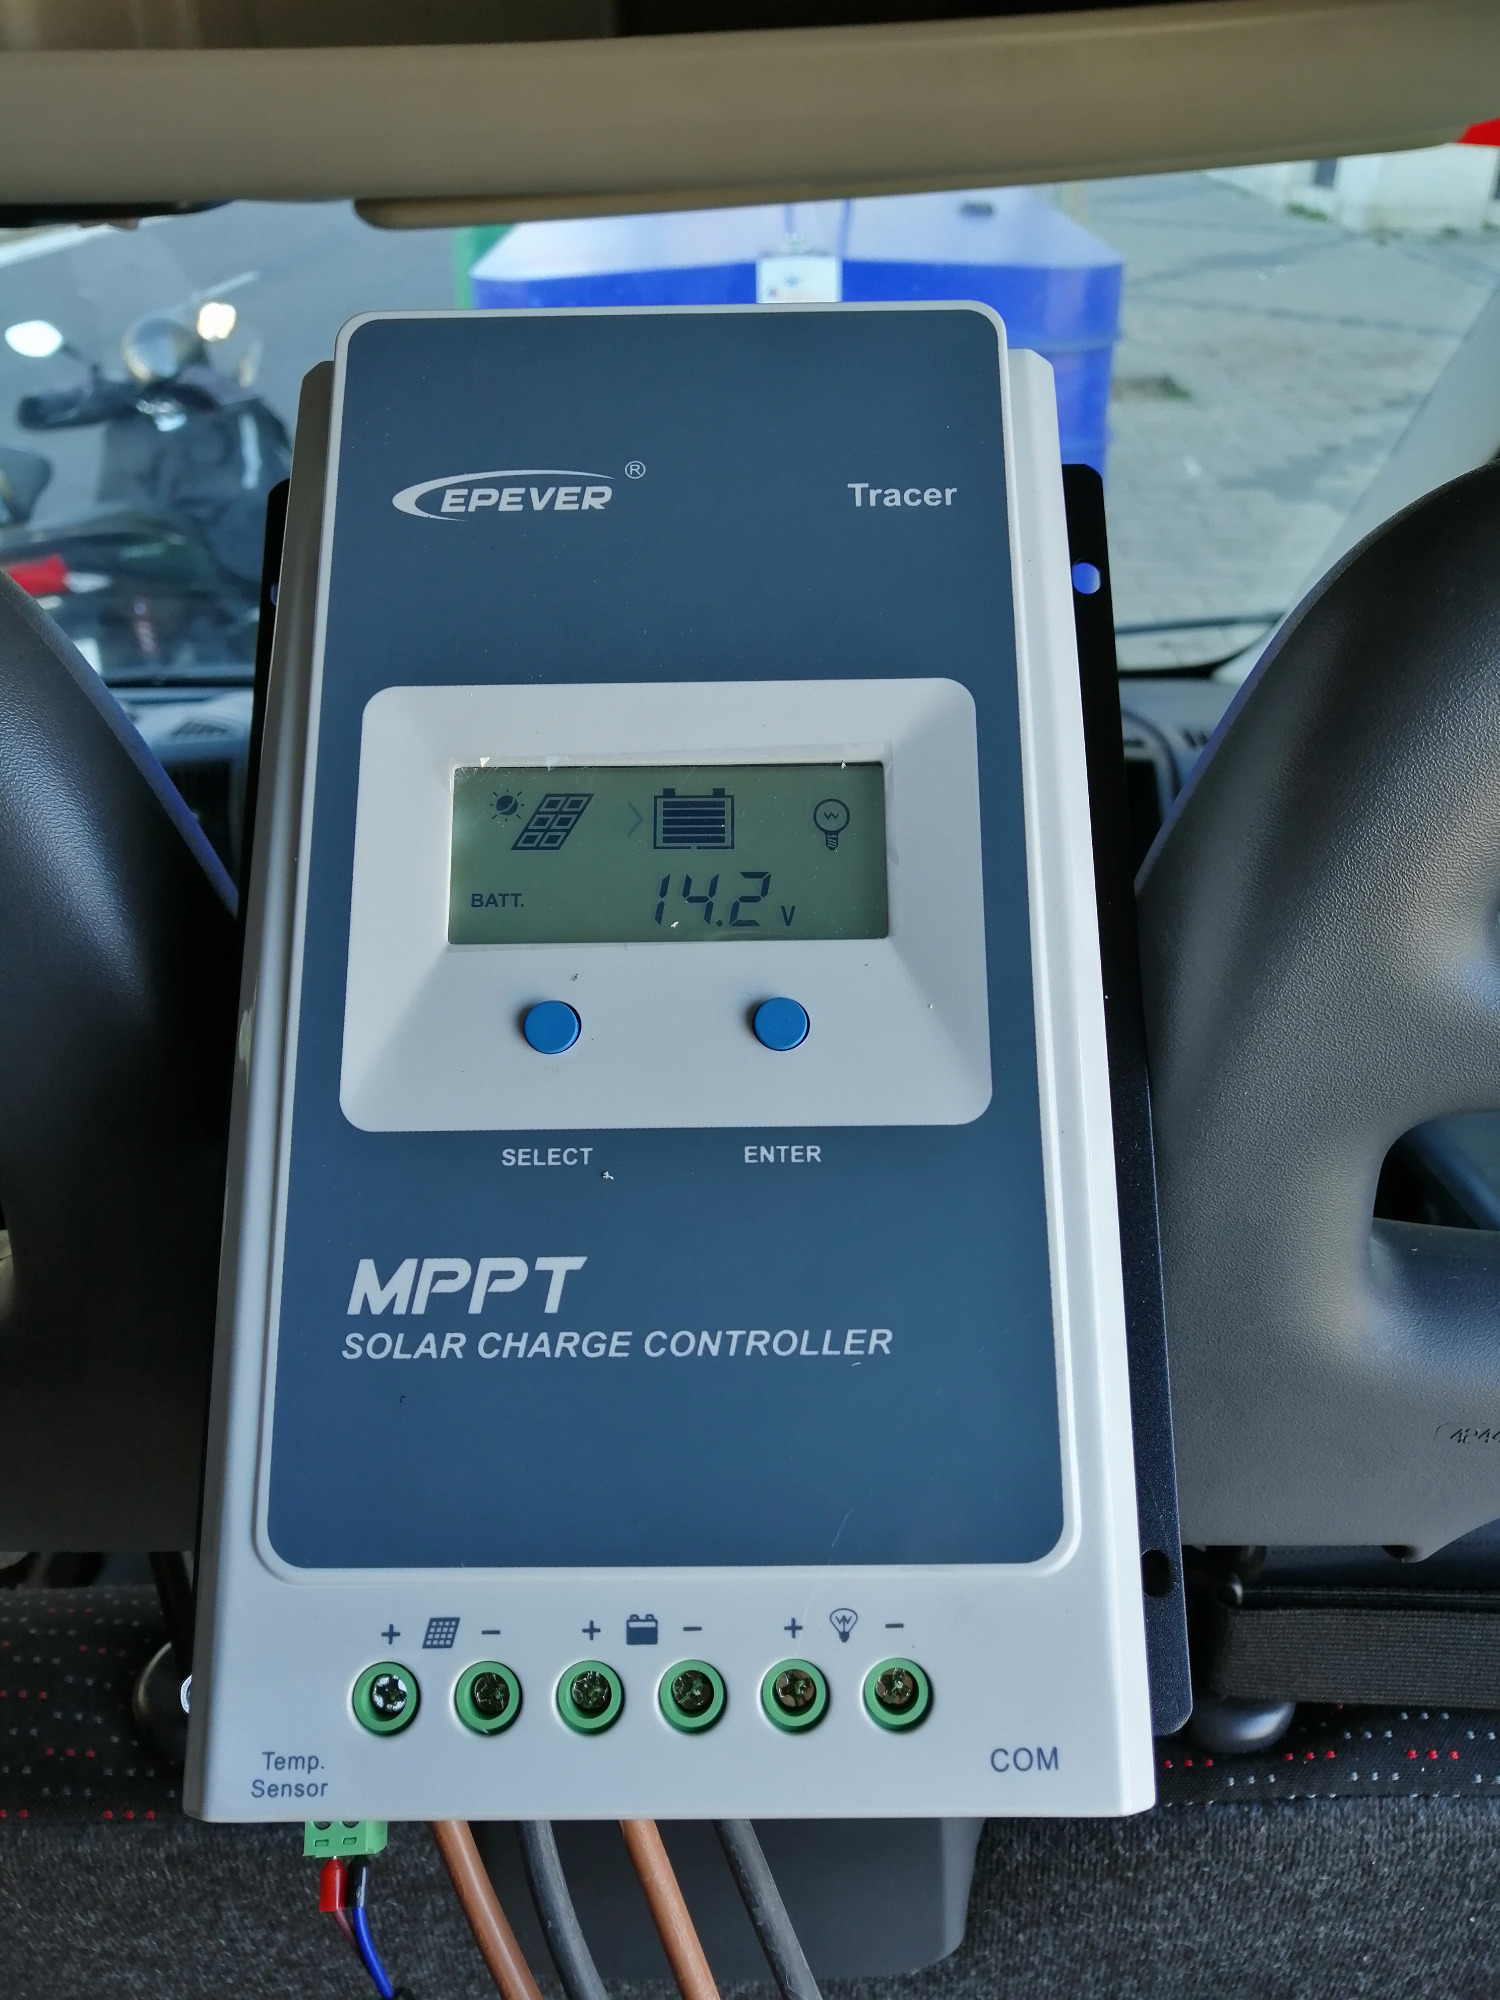 EPEVER ®
Tracer
BATT. 14.2 V
SELECT
ENTER
MPPT
SOLAR CHARGE CONTROLLER
+ − + − + −
Temp.
Sensor
COM